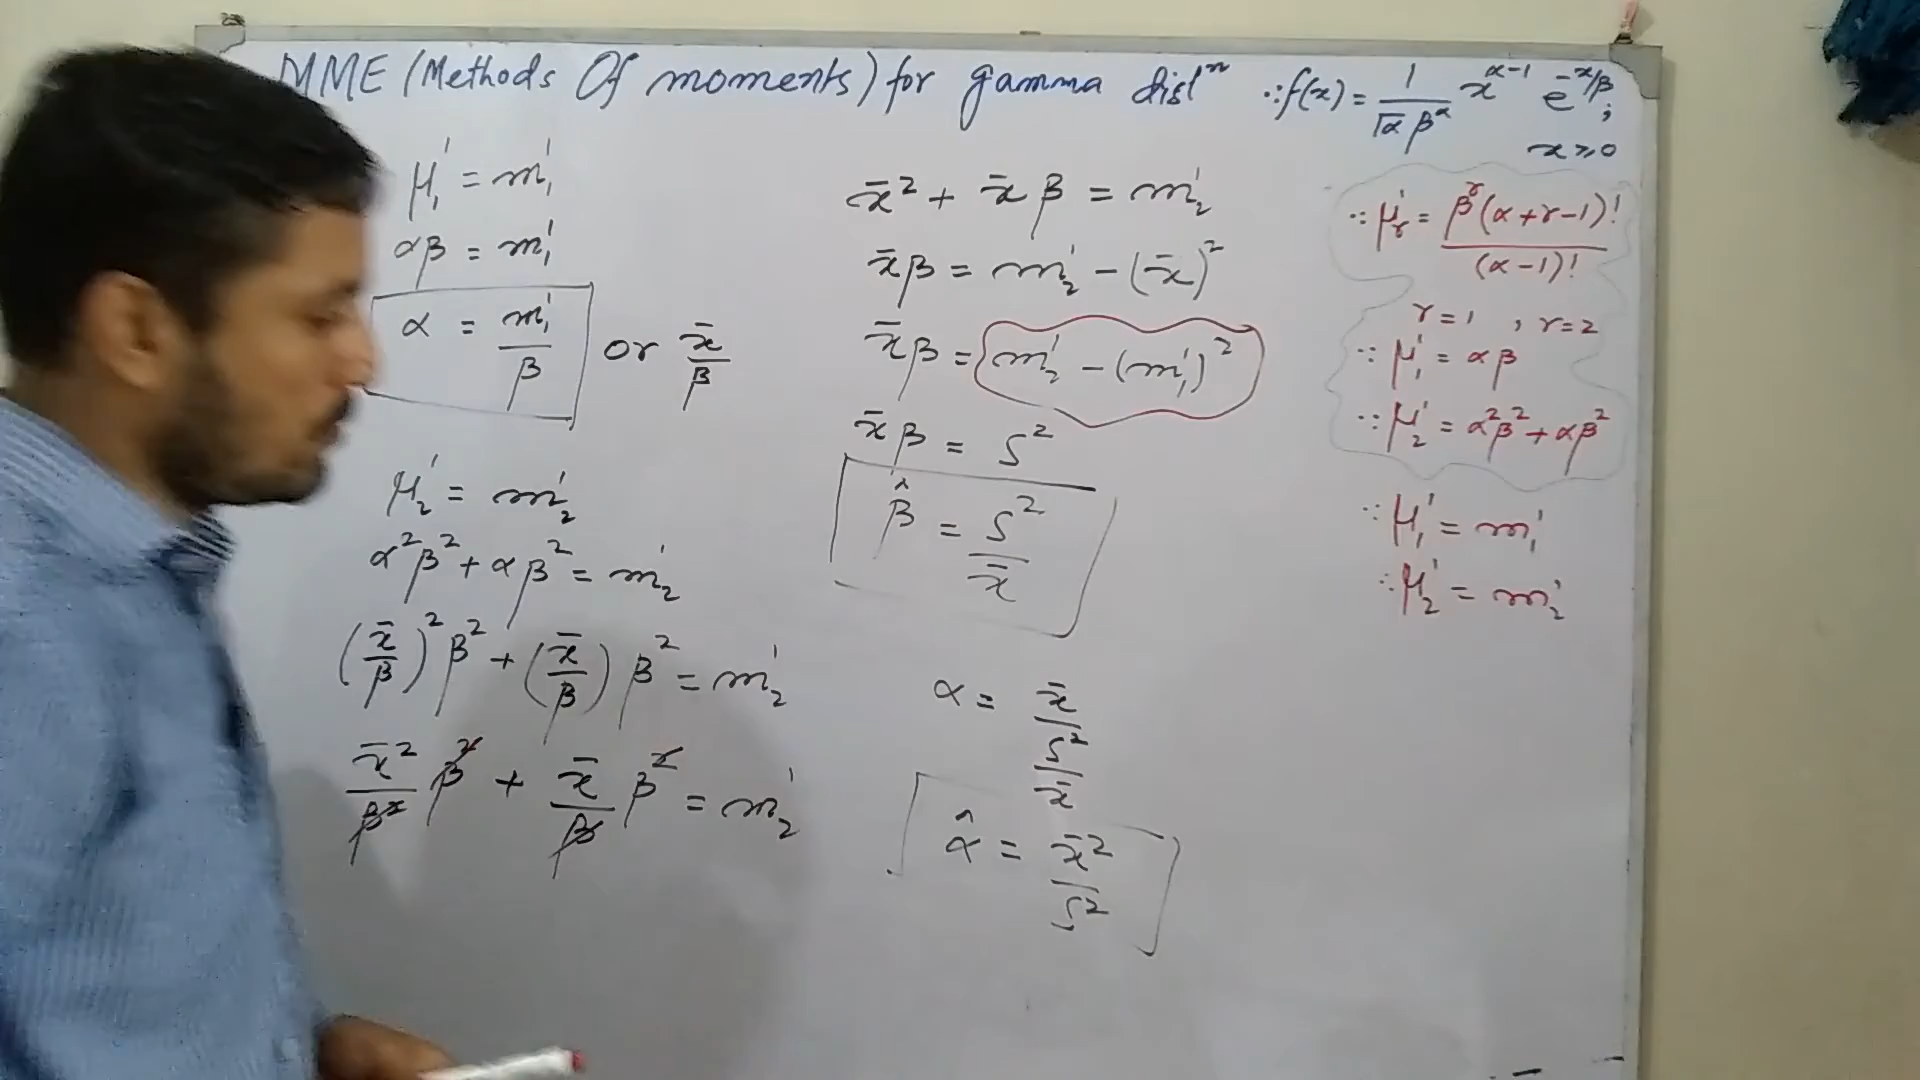 MME (Methods Of moments) for gamma distⁿ ∵ f(x) = 1/(√α β^α) x^(α-1) e^(-x/β) ; x ≥ 0
μ₁' = m₁'
αβ = m₁'
α = m₁'/β or x̄/β
μ₂' = m₂'
α²β² + αβ² = m₂'
(x̄/β)² β² + (x̄/β) β² = m₂'
x̄²/β² β² + x̄/β β² = m₂'
x̄² + x̄ β = m₂'
x̄β = m₂' - (x̄)²
x̄β = m₂' - (m₁')²
x̄β = S²
β̂ = S²/x̄
α = x̄/(S²/x̄)
α̂ = x̄²/S²
∵ μᵣ' = β^r (α+r-1)!/(α-1)!
r=1 , r=2
∵ μ₁' = αβ
∵ μ₂' = α²β² + αβ²
∵ μ₁' = m₁'
∵ μ₂' = m₂'